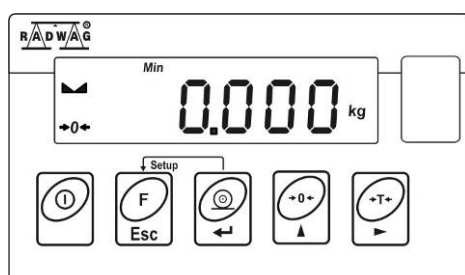 RADWAG®
Min
0.000 kg
→0←
Setup
F
Esc
→0←
→T←